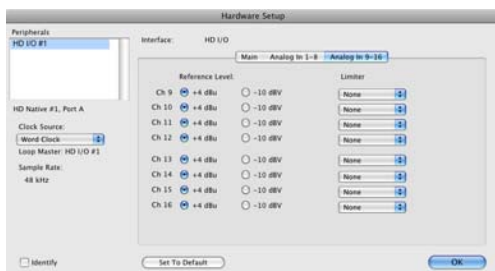 Hardware Setup
Peripherals
HD I/O #1
Interface: HD I/O
Main Analog In 1-8 Analog In 9-16
Reference Level: Limiter
Ch 9 +4 dBu -10 dBV None
Ch 10 +4 dBu -10 dBV None
Ch 11 +4 dBu -10 dBV None
Ch 12 +4 dBu -10 dBV None
Ch 13 +4 dBu -10 dBV None
Ch 14 +4 dBu -10 dBV None
Ch 15 +4 dBu -10 dBV None
Ch 16 +4 dBu -10 dBV None
HD Native #1, Port A
Clock Source:
Word Clock
Loop Master: HD I/O #1
Sample Rate:
48 kHz
Identify
Set To Default
OK